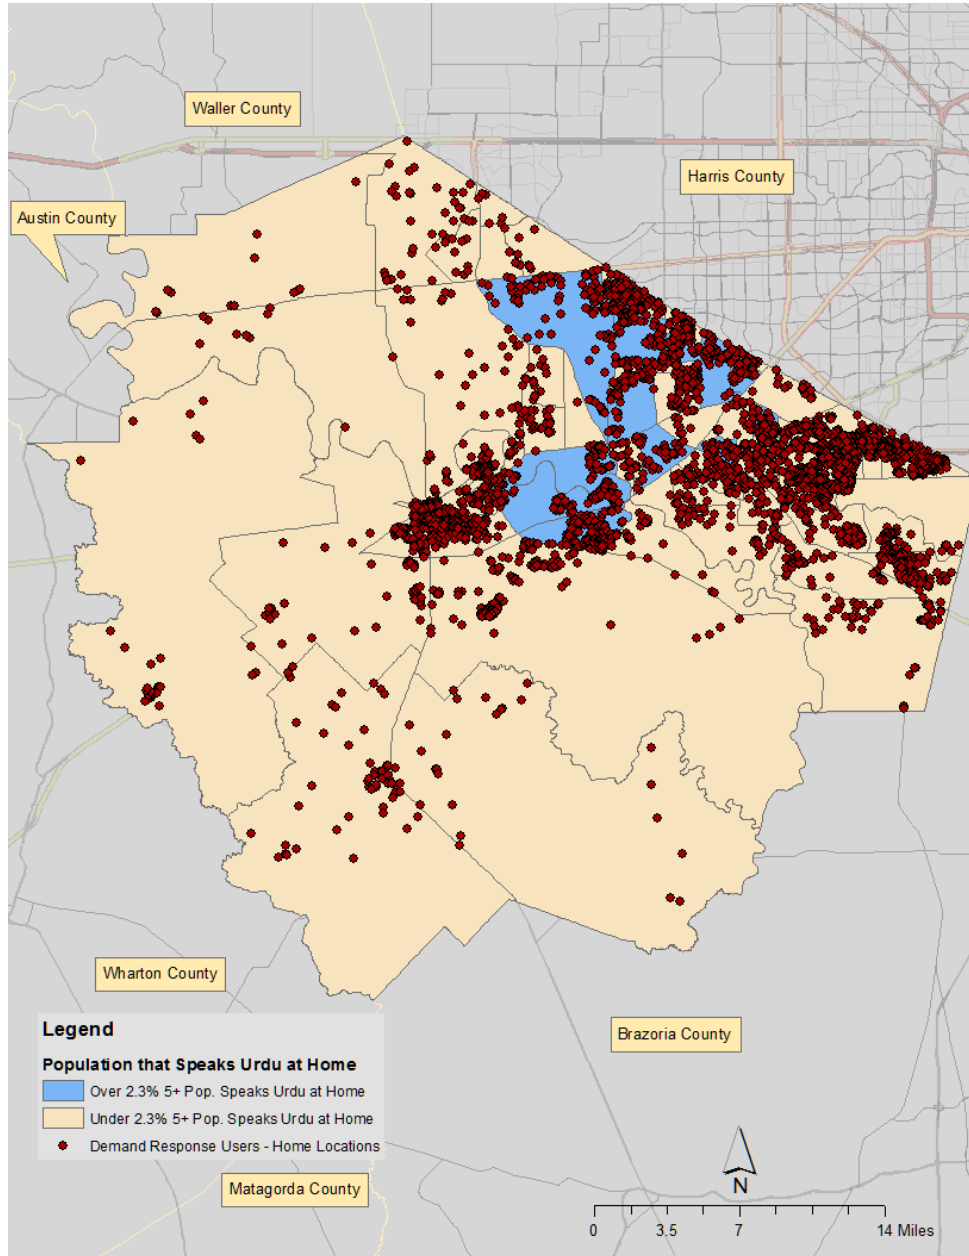 Waller County
Harris County
Austin County
Wharton County
Brazoria County
Legend
Population that Speaks Urdu at Home
Over 2.3% 5+ Pop. Speaks Urdu at Home
Under 2.3% 5+ Pop. Speaks Urdu at Home
Demand Response Users - Home Locations
Matagorda County
N
0 3.5 7 14 Miles